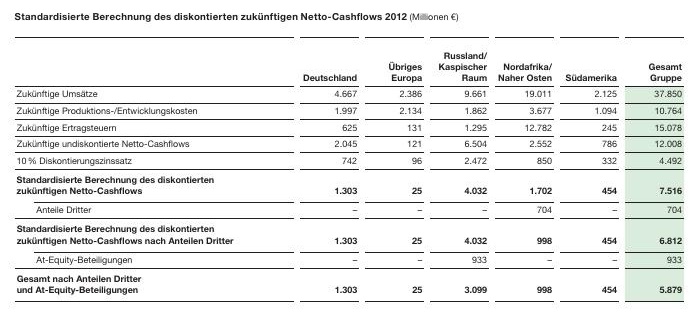 Standardisierte Berechnung des diskontierten zukünftigen Netto-Cashflows 2012 (Millionen €)
Deutschland Übriges Europa Russland/ Kaspischer Raum Nordafrika/ Naher Osten Südamerika Gesamt Gruppe
Zukünftige Umsätze 4.667 2.386 9.661 19.011 2.125 37.850
Zukünftige Produktions-/Entwicklungskosten 1.997 2.134 1.862 3.677 1.094 10.764
Zukünftige Ertragsteuern 625 131 1.295 12.782 245 15.078
Zukünftige undiskontierte Netto-Cashflows 2.045 121 6.504 2.552 786 12.008
10 % Diskontierungszinssatz 742 96 2.472 850 332 4.492
Standardisierte Berechnung des diskontierten
zukünftigen Netto-Cashflows 1.303 25 4.032 1.702 454 7.516
Anteile Dritter – – – 704 – 704
Standardisierte Berechnung des diskontierten
zukünftigen Netto-Cashflows nach Anteilen Dritter 1.303 25 4.032 998 454 6.812
At-Equity-Beteiligungen – – 933 – – 933
Gesamt nach Anteilen Dritter
und At-Equity-Beteiligungen 1.303 25 3.099 998 454 5.879